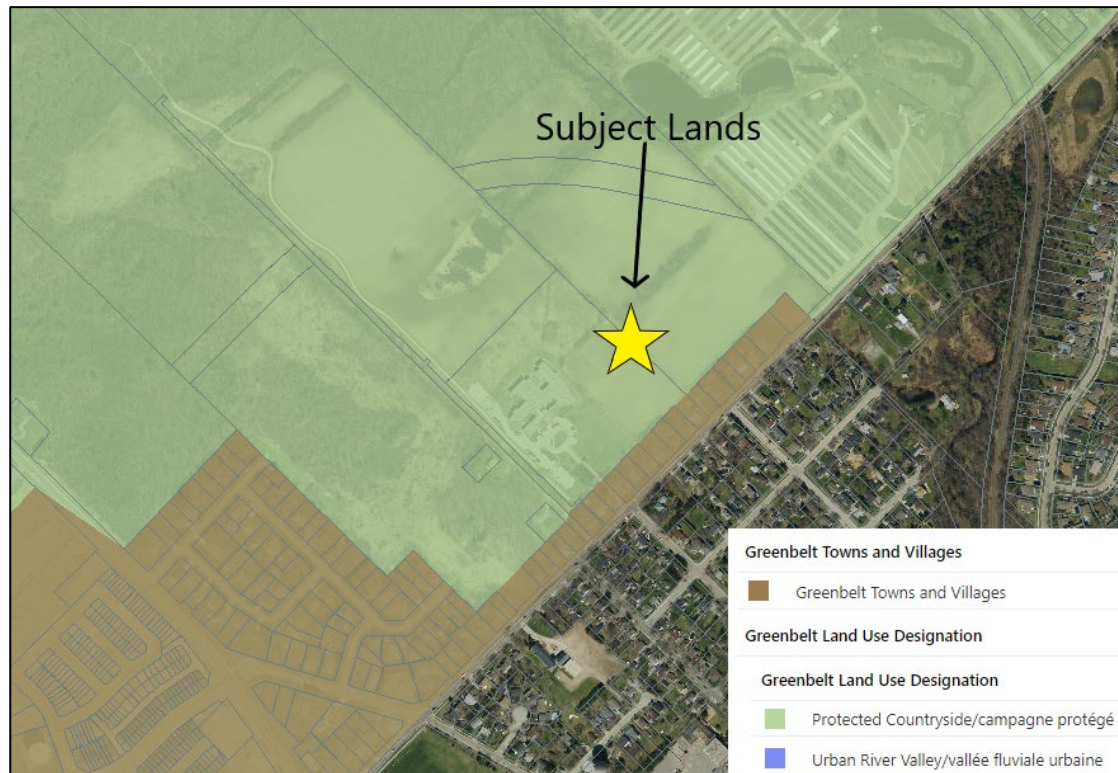 Subject Lands
Greenbelt Towns and Villages
Greenbelt Towns and Villages
Greenbelt Land Use Designation
Greenbelt Land Use Designation
Protected Countryside/campagne protégé
Urban River Valley/vallée fluviale urbaine